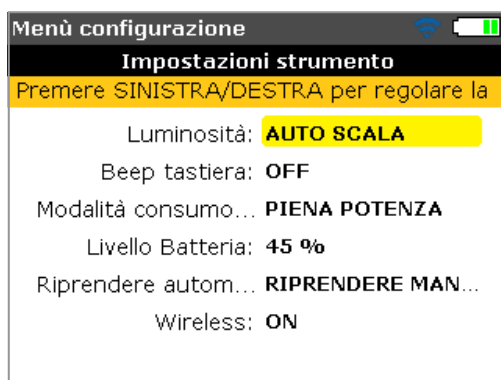 Menù configurazione
Impostazioni strumento
Premere SINISTRA/DESTRA per regolare la
Luminosità: AUTO SCALA
Beep tastiera: OFF
Modalità consumo... PIENA POTENZA
Livello Batteria: 45 %
Riprendere autom... RIPRENDERE MAN...
Wireless: ON